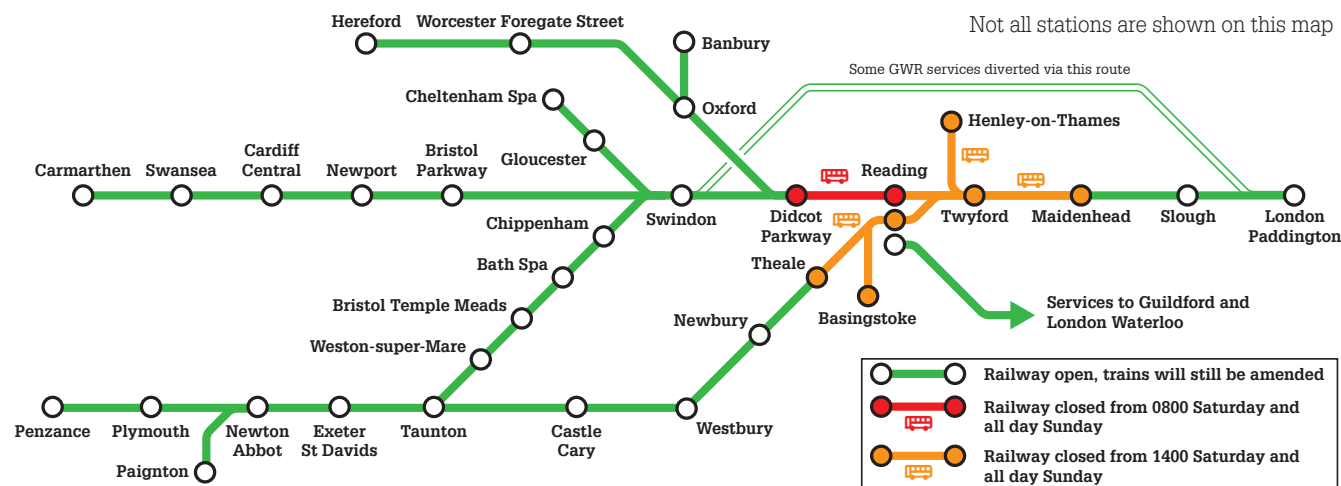 Not all stations are shown on this map
Hereford
Worcester Foregate Street
Banbury
Some GWR services diverted via this route
Cheltenham Spa
Oxford
Henley-on-Thames
Gloucester
Carmarthen
Swansea
Cardiff
Central
Newport
Bristol
Parkway
Reading
Swindon
Didcot
Parkway
Twyford
Maidenhead
Slough
London
Paddington
Chippenham
Theale
Bath Spa
Basingstoke
Services to Guildford and
London Waterloo
Bristol Temple Meads
Newbury
Weston-super-Mare
Penzance
Plymouth
Newton
Abbot
Exeter
St Davids
Taunton
Castle
Cary
Westbury
Paignton
Railway open, trains will still be amended
Railway closed from 0800 Saturday and
all day Sunday
Railway closed from 1400 Saturday and
all day Sunday